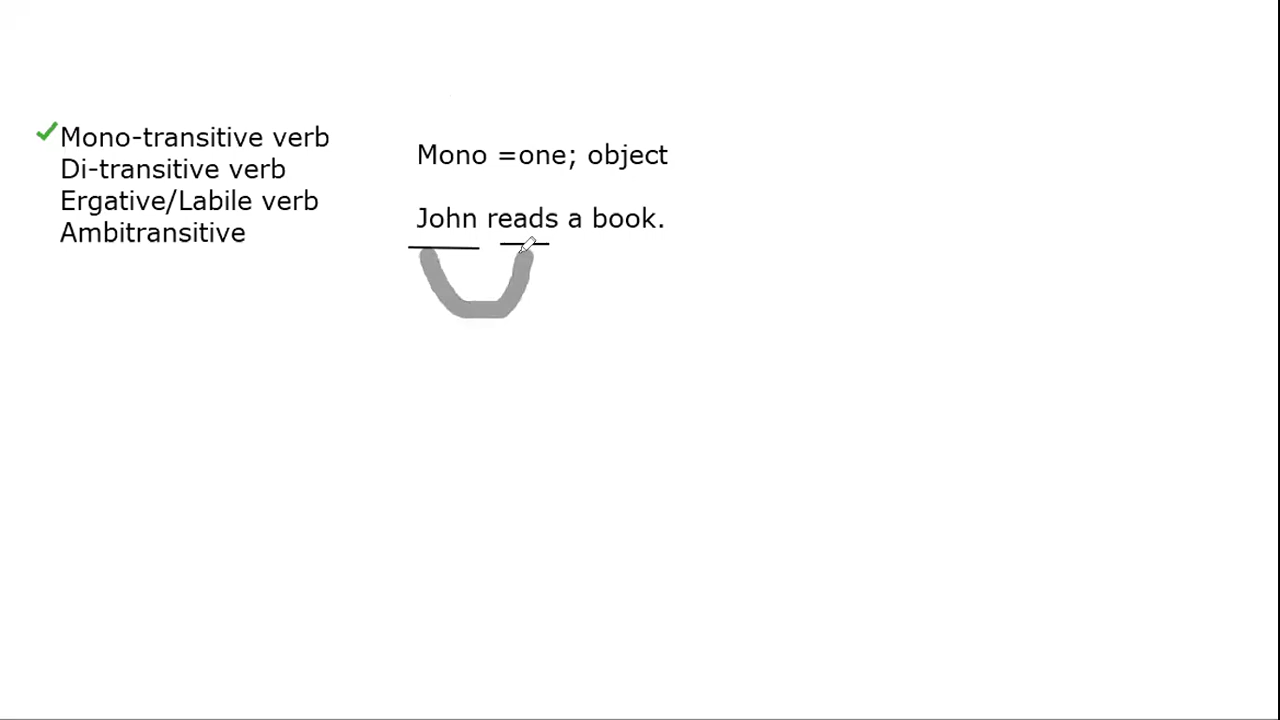 Mono-transitive verb
Di-transitive verb
Ergative/Labile verb
Ambitransitive
Mono =one; object
John reads a book.